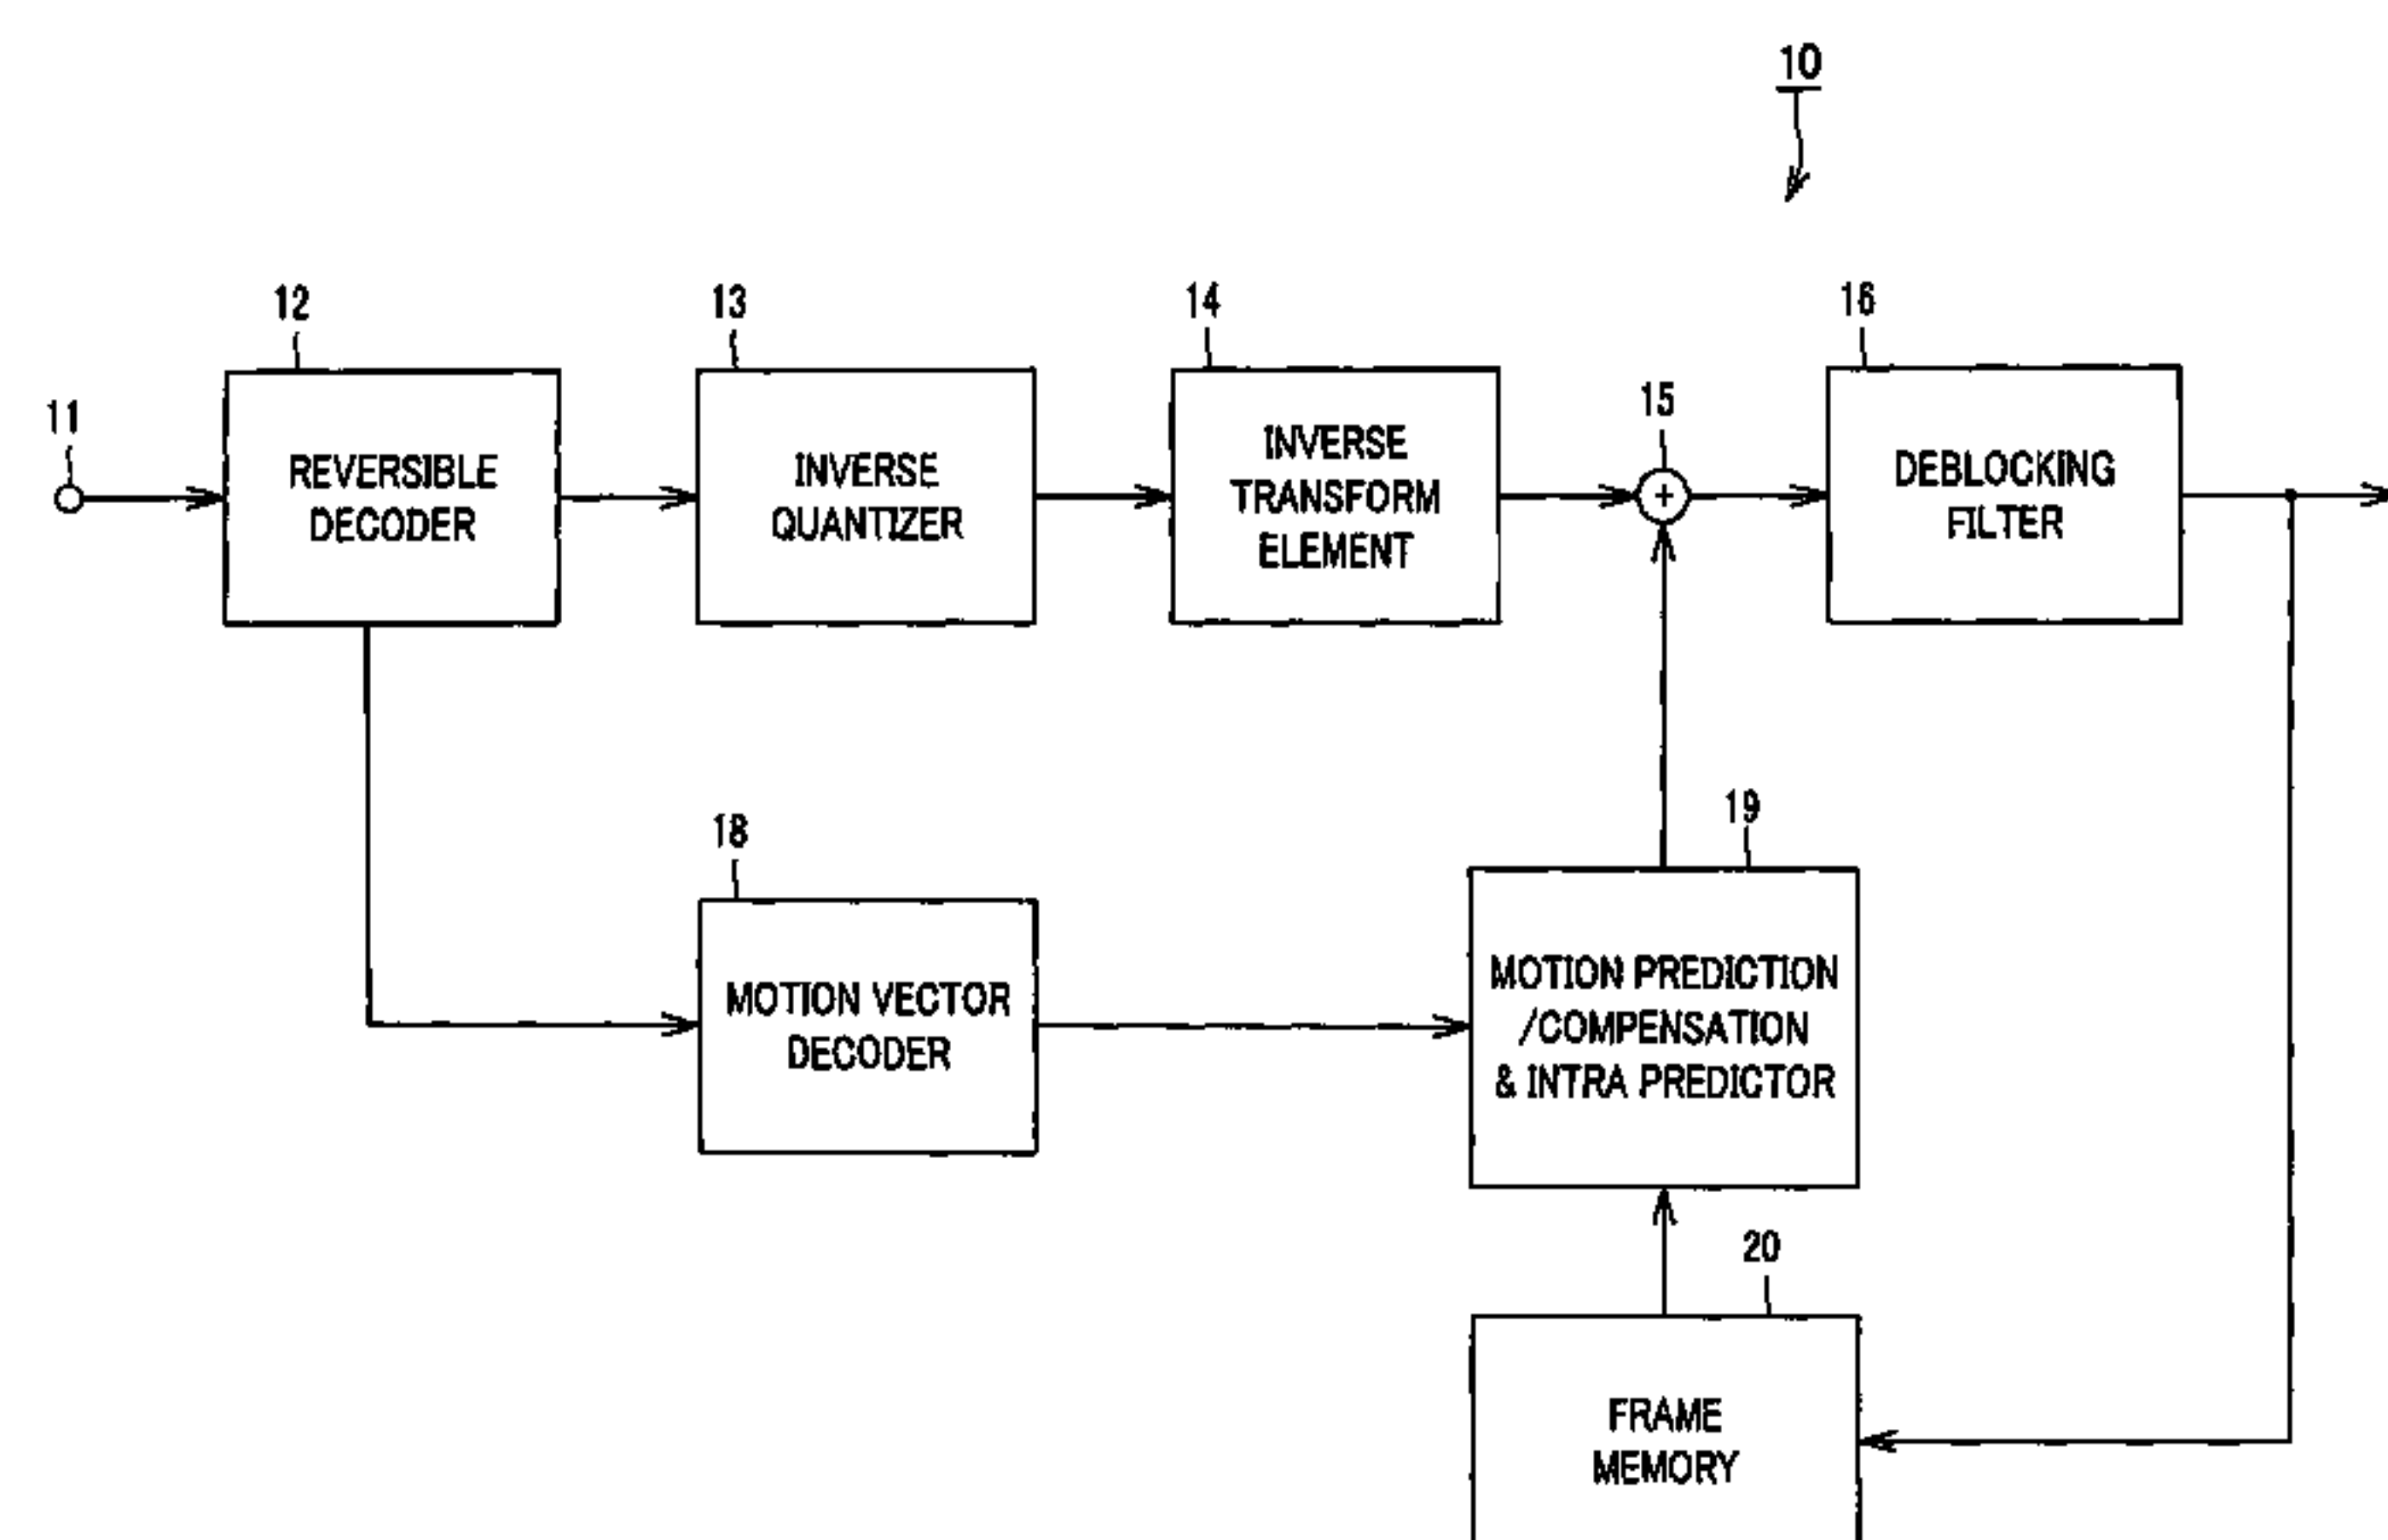 10
12
13
14
16
11
15
REVERSIBLE
DECODER
INVERSE
QUANTIZER
INVERSE
TRANSFORM
ELEMENT
+
DEBLOCKING
FILTER
18
19
MOTION VECTOR
DECODER
MOTION PREDICTION
/COMPENSATION
& INTRA PREDICTOR
20
FRAME
MEMORY